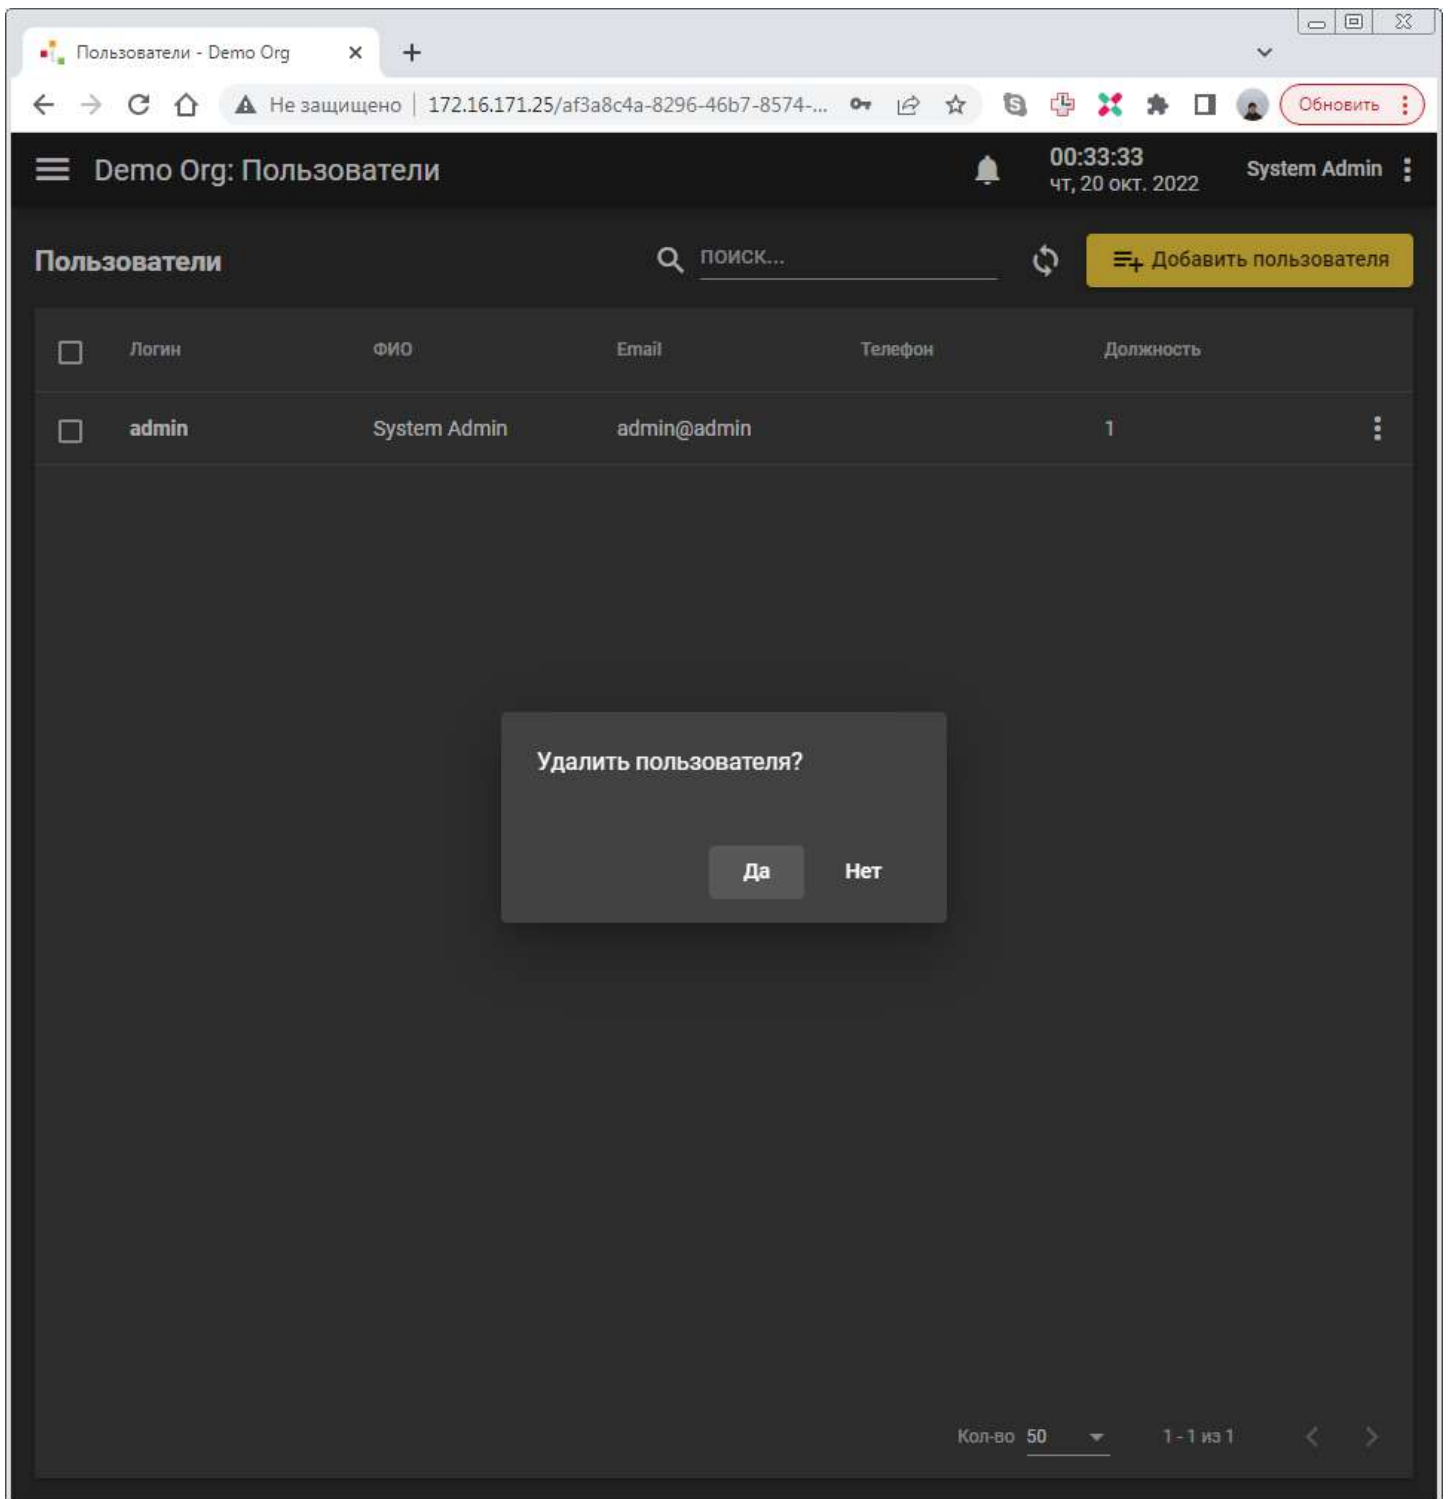 Пользователи - Demo Org
Не защищено 172.16.171.25/af3a8c4a-8296-46b7-8574-... Обновить
Demo Org: Пользователи 00:33:33 System Admin
чт, 20 окт. 2022
Пользователи поиск... Добавить пользователя
Логин ФИО Email Телефон Должность
admin System Admin admin@admin 1
Удалить пользователя?
Да Нет
Кол-во 50 1 - 1 из 1